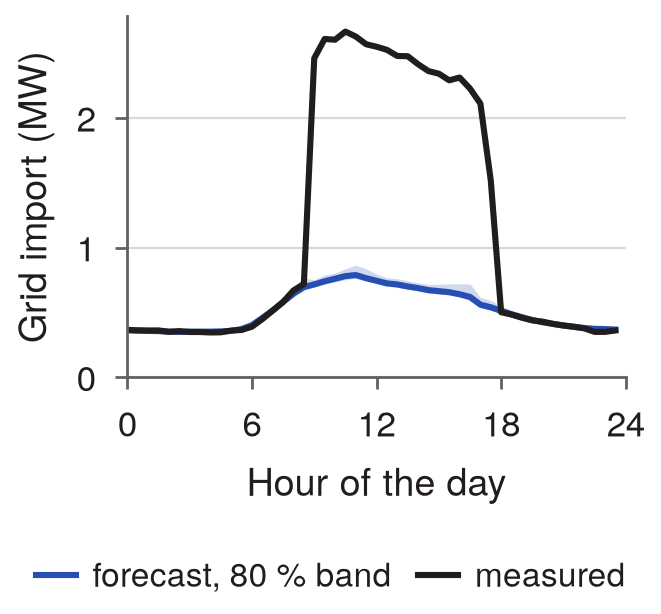 Grid import (MW)
2
1
0
0 6 12 18 24
Hour of the day
forecast, 80 % band measured